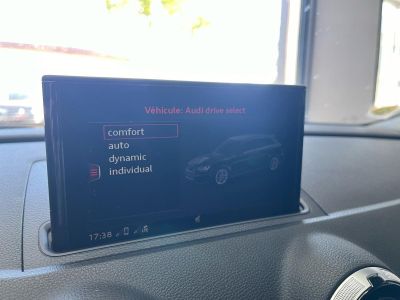 Véhicule: Audi drive select
comfort
auto
dynamic
individual
17:38